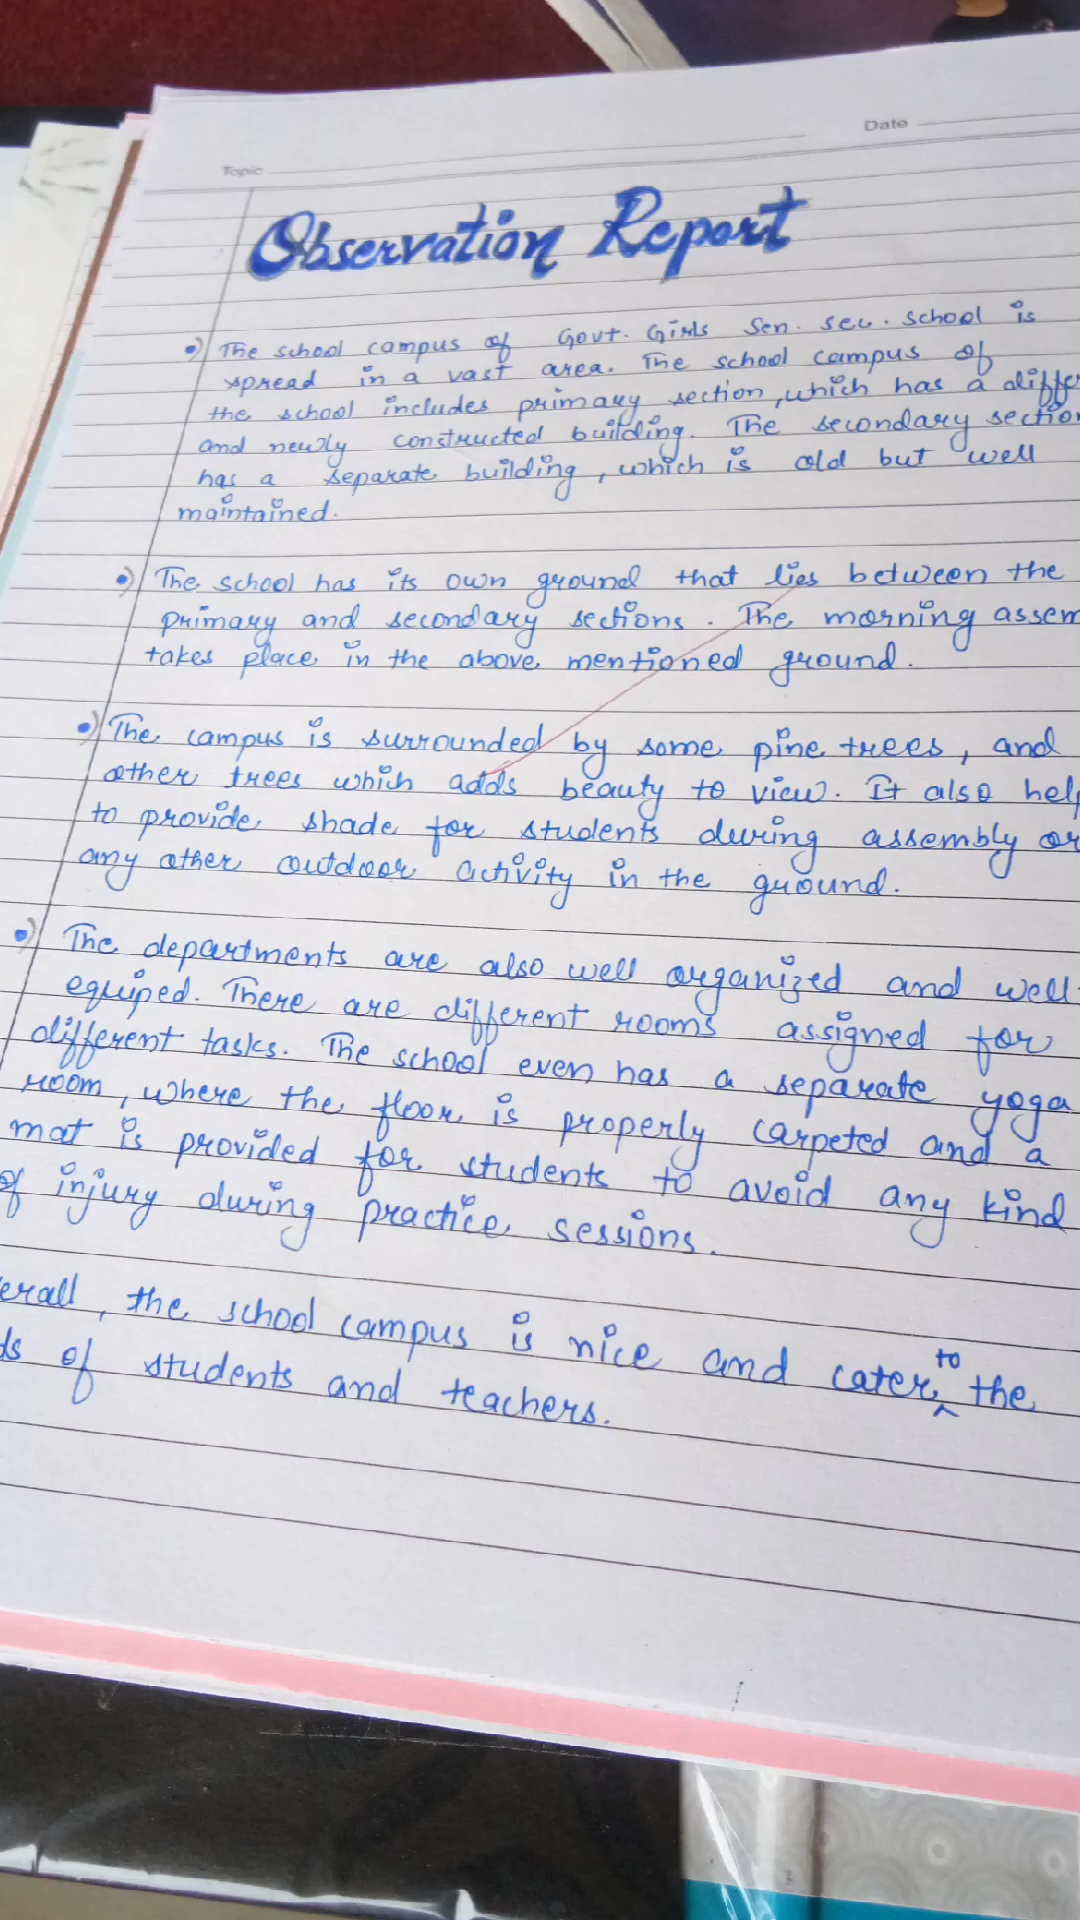 Date
Topic
Observation Report
•) The school campus of Govt. Girls Sen. sec. school is
spread in a vast area. The school campus of
the school includes primary section, which has a diffe
and newly constructed building. The secondary sectio
has a separate building, which is old but well
maintained.
•) The school has its own ground that lies between the
primary and secondary sections. The morning assem
takes place in the above mentioned ground.
•) The campus is surrounded by some pine trees, and
other trees which adds beauty to view. It also help
to provide shade for students during assembly or
any other outdoor activity in the ground.
•) The departments are also well organized and well
equiped. There are different rooms assigned for
different tasks. The school even has a separate yoga
room, where the floor is properly carpeted and a
mat is provided for students to avoid any kind
of injury during practice sessions.
erall, the school campus is nice and cater to the
ds of students and teachers.